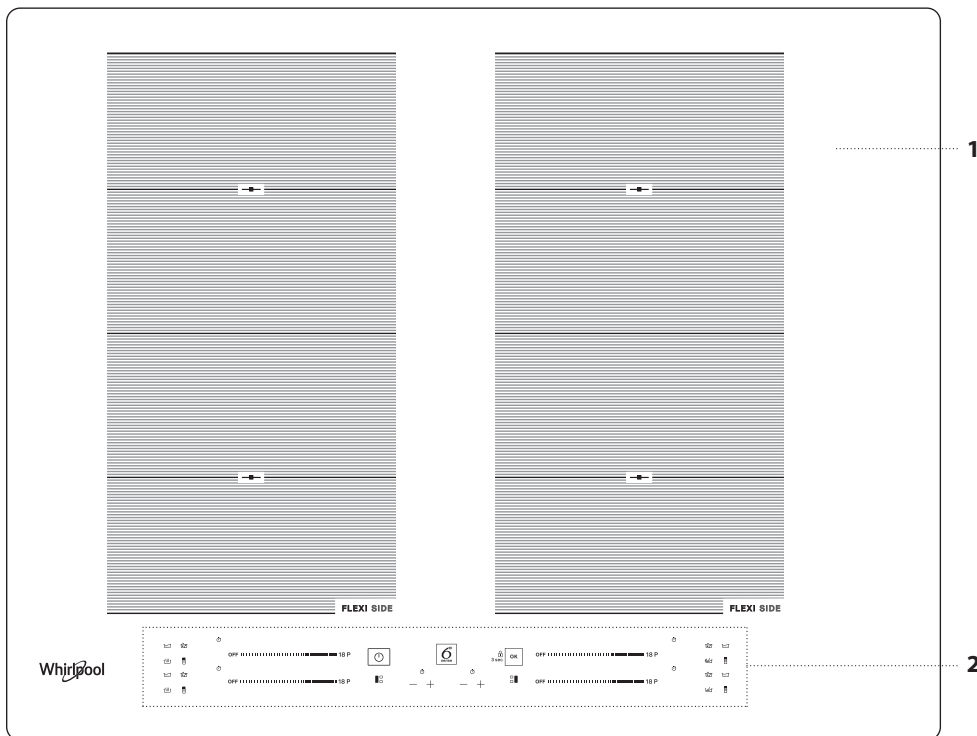 1
FLEXI SIDE
FLEXI SIDE
Whirlpool
OFF 18 P
6
3 sec
OK
OFF 18 P
OFF 18 P
− +
− +
OFF 18 P
2